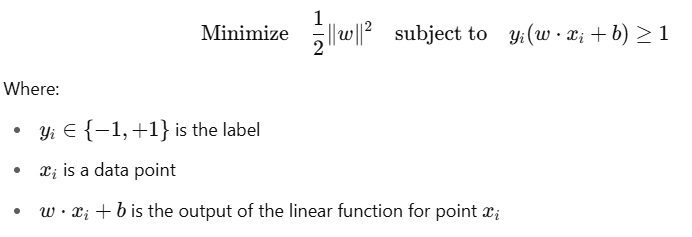 Minimize 1/2 ‖w‖² subject to yᵢ(w · xᵢ + b) ≥ 1
Where:
• yᵢ ∈ {−1, +1} is the label
• xᵢ is a data point
• w · xᵢ + b is the output of the linear function for point xᵢ